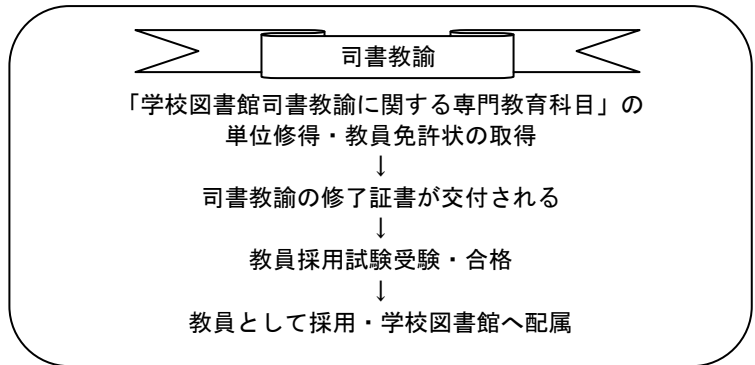 司書教諭
「学校図書館司書教諭に関する専門教育科目」の
単位修得・教員免許状の取得
↓
司書教諭の修了証書が交付される
↓
教員採用試験受験・合格
↓
教員として採用・学校図書館へ配属